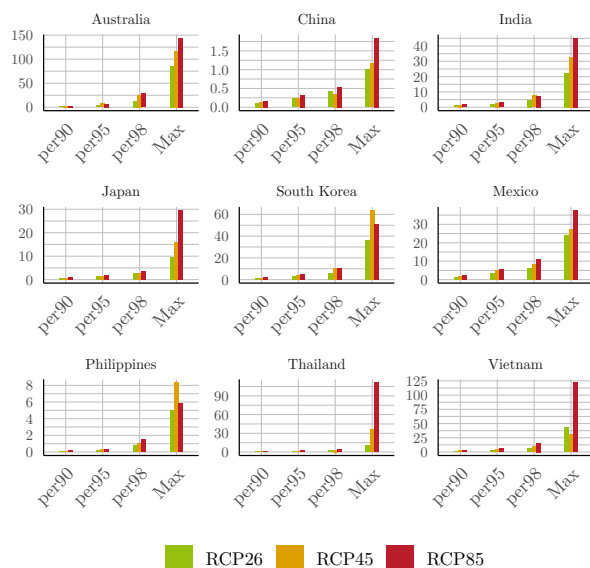 Australia
150
100
50
0
per90
per95
per98
Max
China
1.5
1.0
0.5
0.0
per90
per95
per98
Max
India
40
30
20
10
0
per90
per95
per98
Max
Japan
30
20
10
0
per90
per95
per98
Max
South Korea
60
40
20
0
per90
per95
per98
Max
Mexico
30
20
10
0
per90
per95
per98
Max
Philippines
8
6
4
2
0
per90
per95
per98
Max
Thailand
90
60
30
0
per90
per95
per98
Max
Vietnam
125
100
75
50
25
0
per90
per95
per98
Max
RCP26 RCP45 RCP85